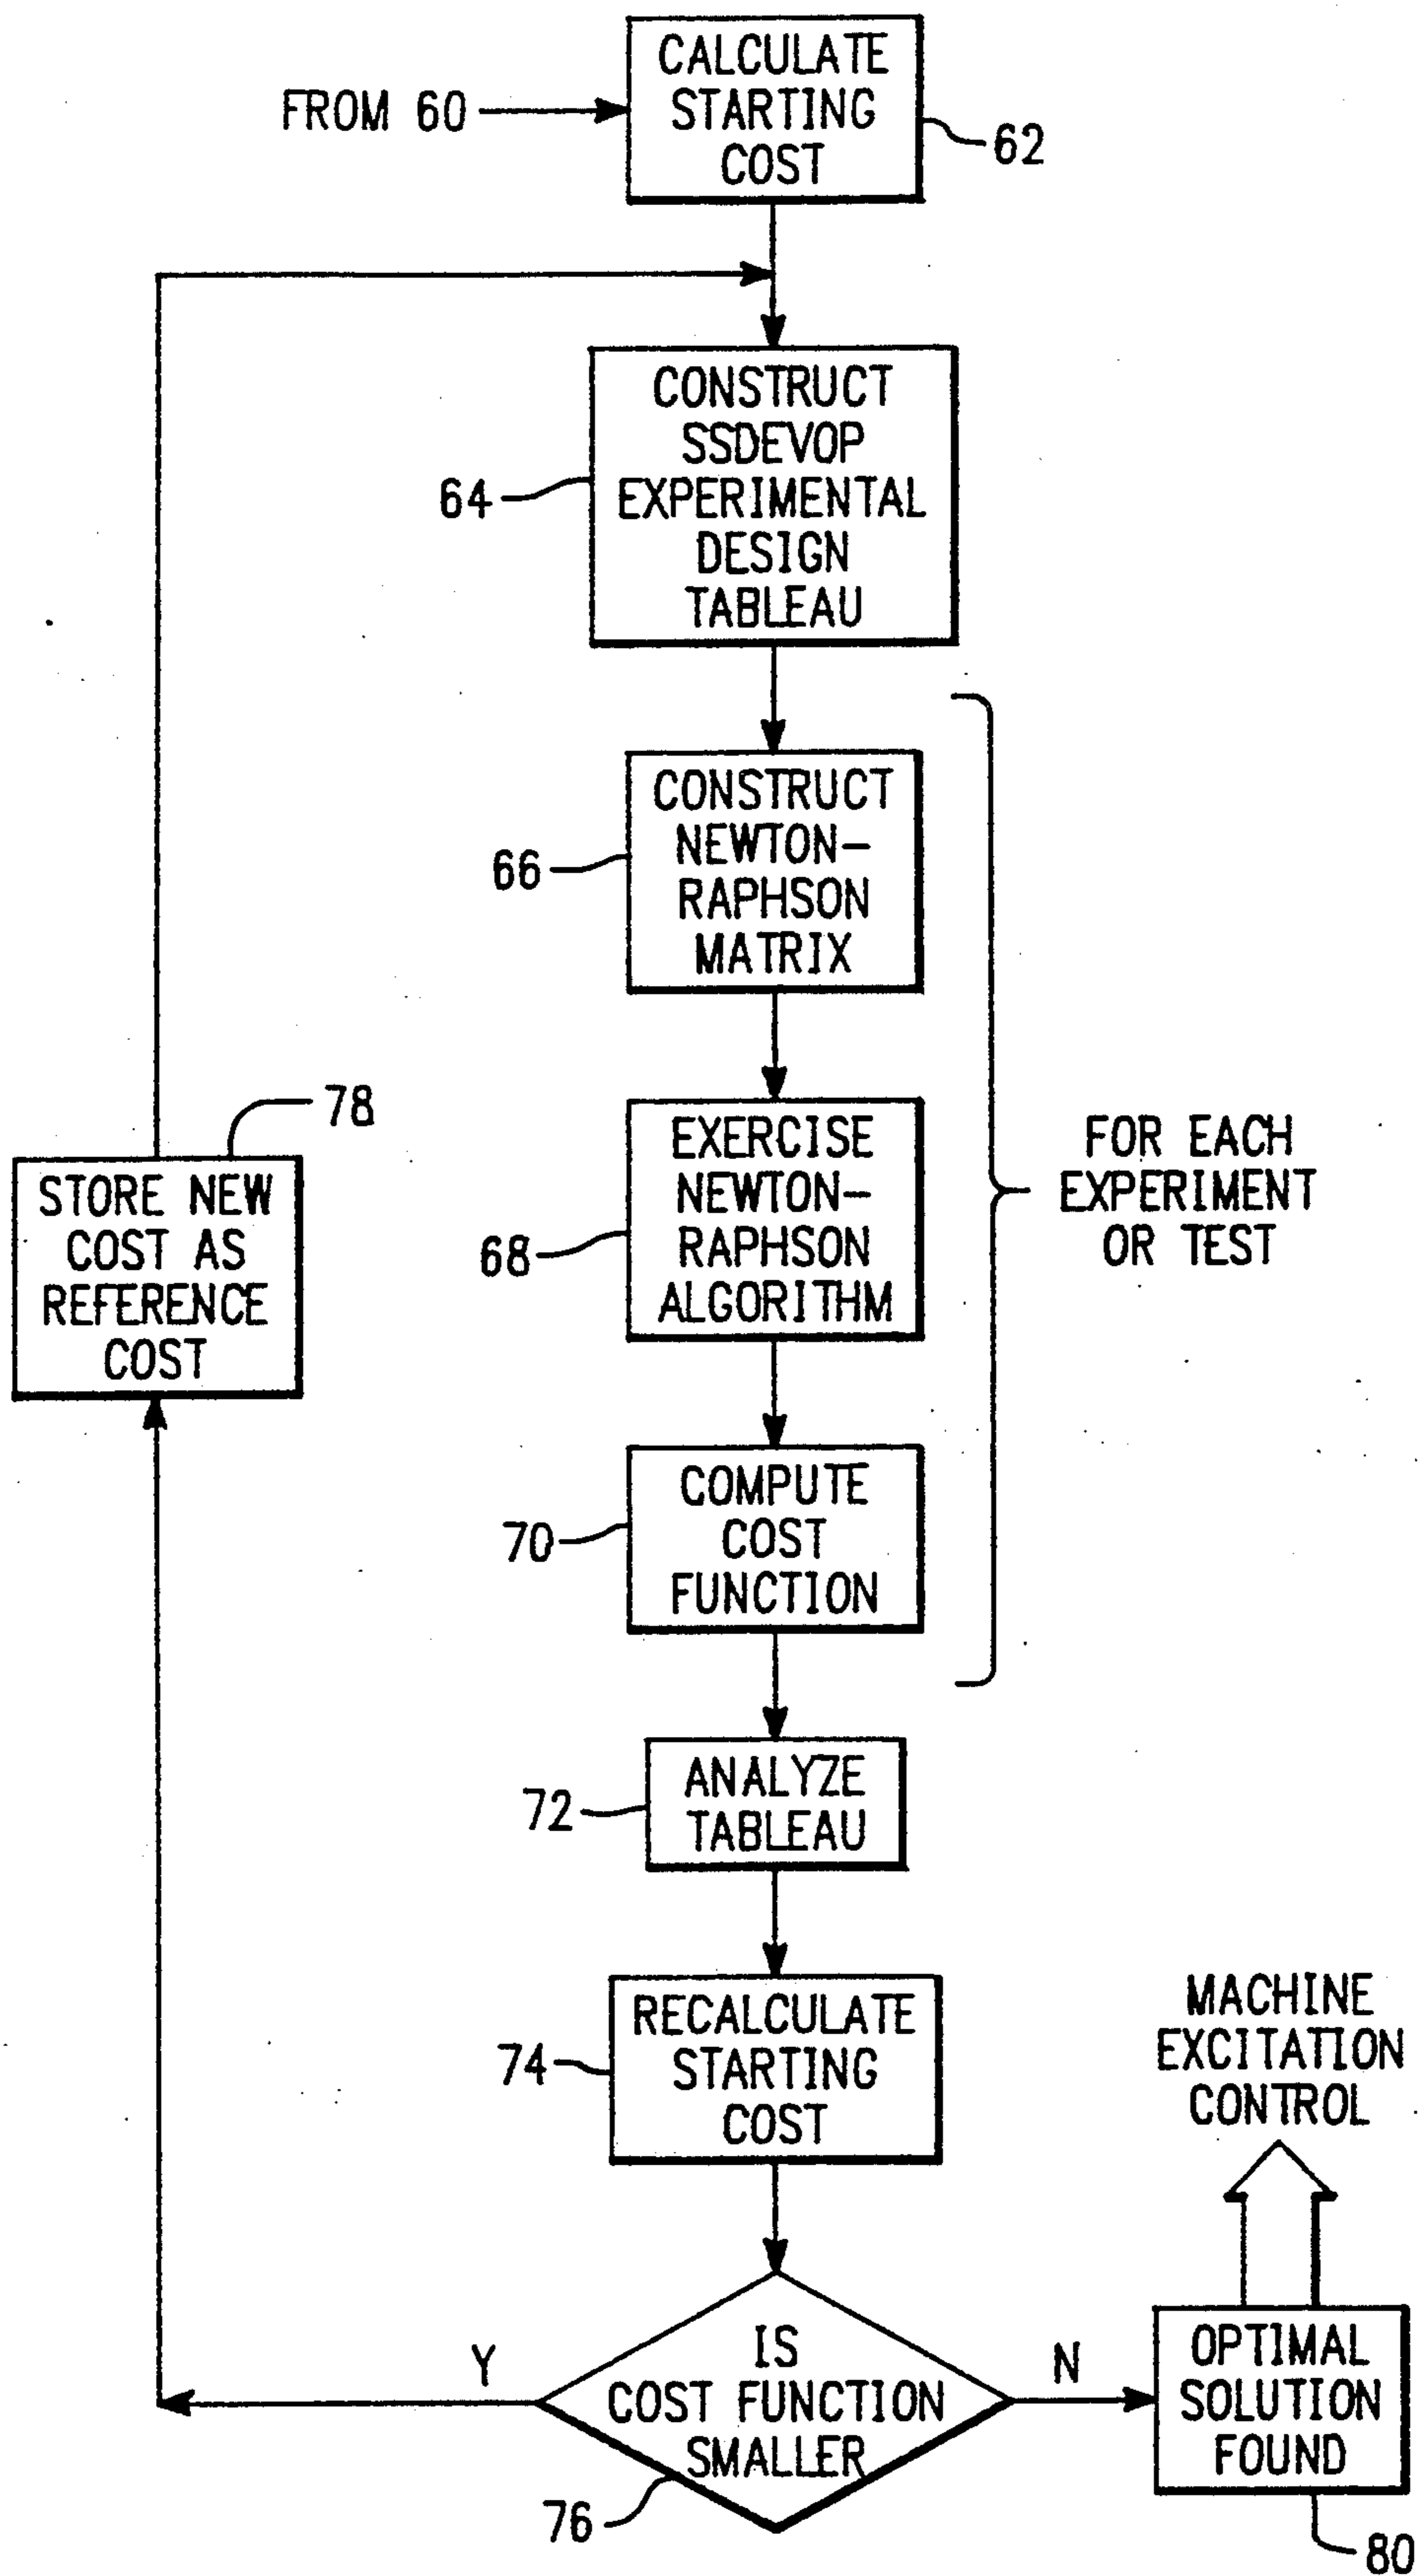 CALCULATE
STARTING
COST
FROM 60
62
CONSTRUCT
SSDEVOP
EXPERIMENTAL
DESIGN
TABLEAU
64
CONSTRUCT
NEWTON-
RAPHSON
MATRIX
66
EXERCISE
NEWTON-
RAPHSON
ALGORITHM
68
FOR EACH
EXPERIMENT
OR TEST
78
STORE NEW
COST AS
REFERENCE
COST
COMPUTE
COST
FUNCTION
70
ANALYZE
TABLEAU
72
RECALCULATE
STARTING
COST
74
MACHINE
EXCITATION
CONTROL
IS
COST FUNCTION
SMALLER
Y
N
76
OPTIMAL
SOLUTION
FOUND
80